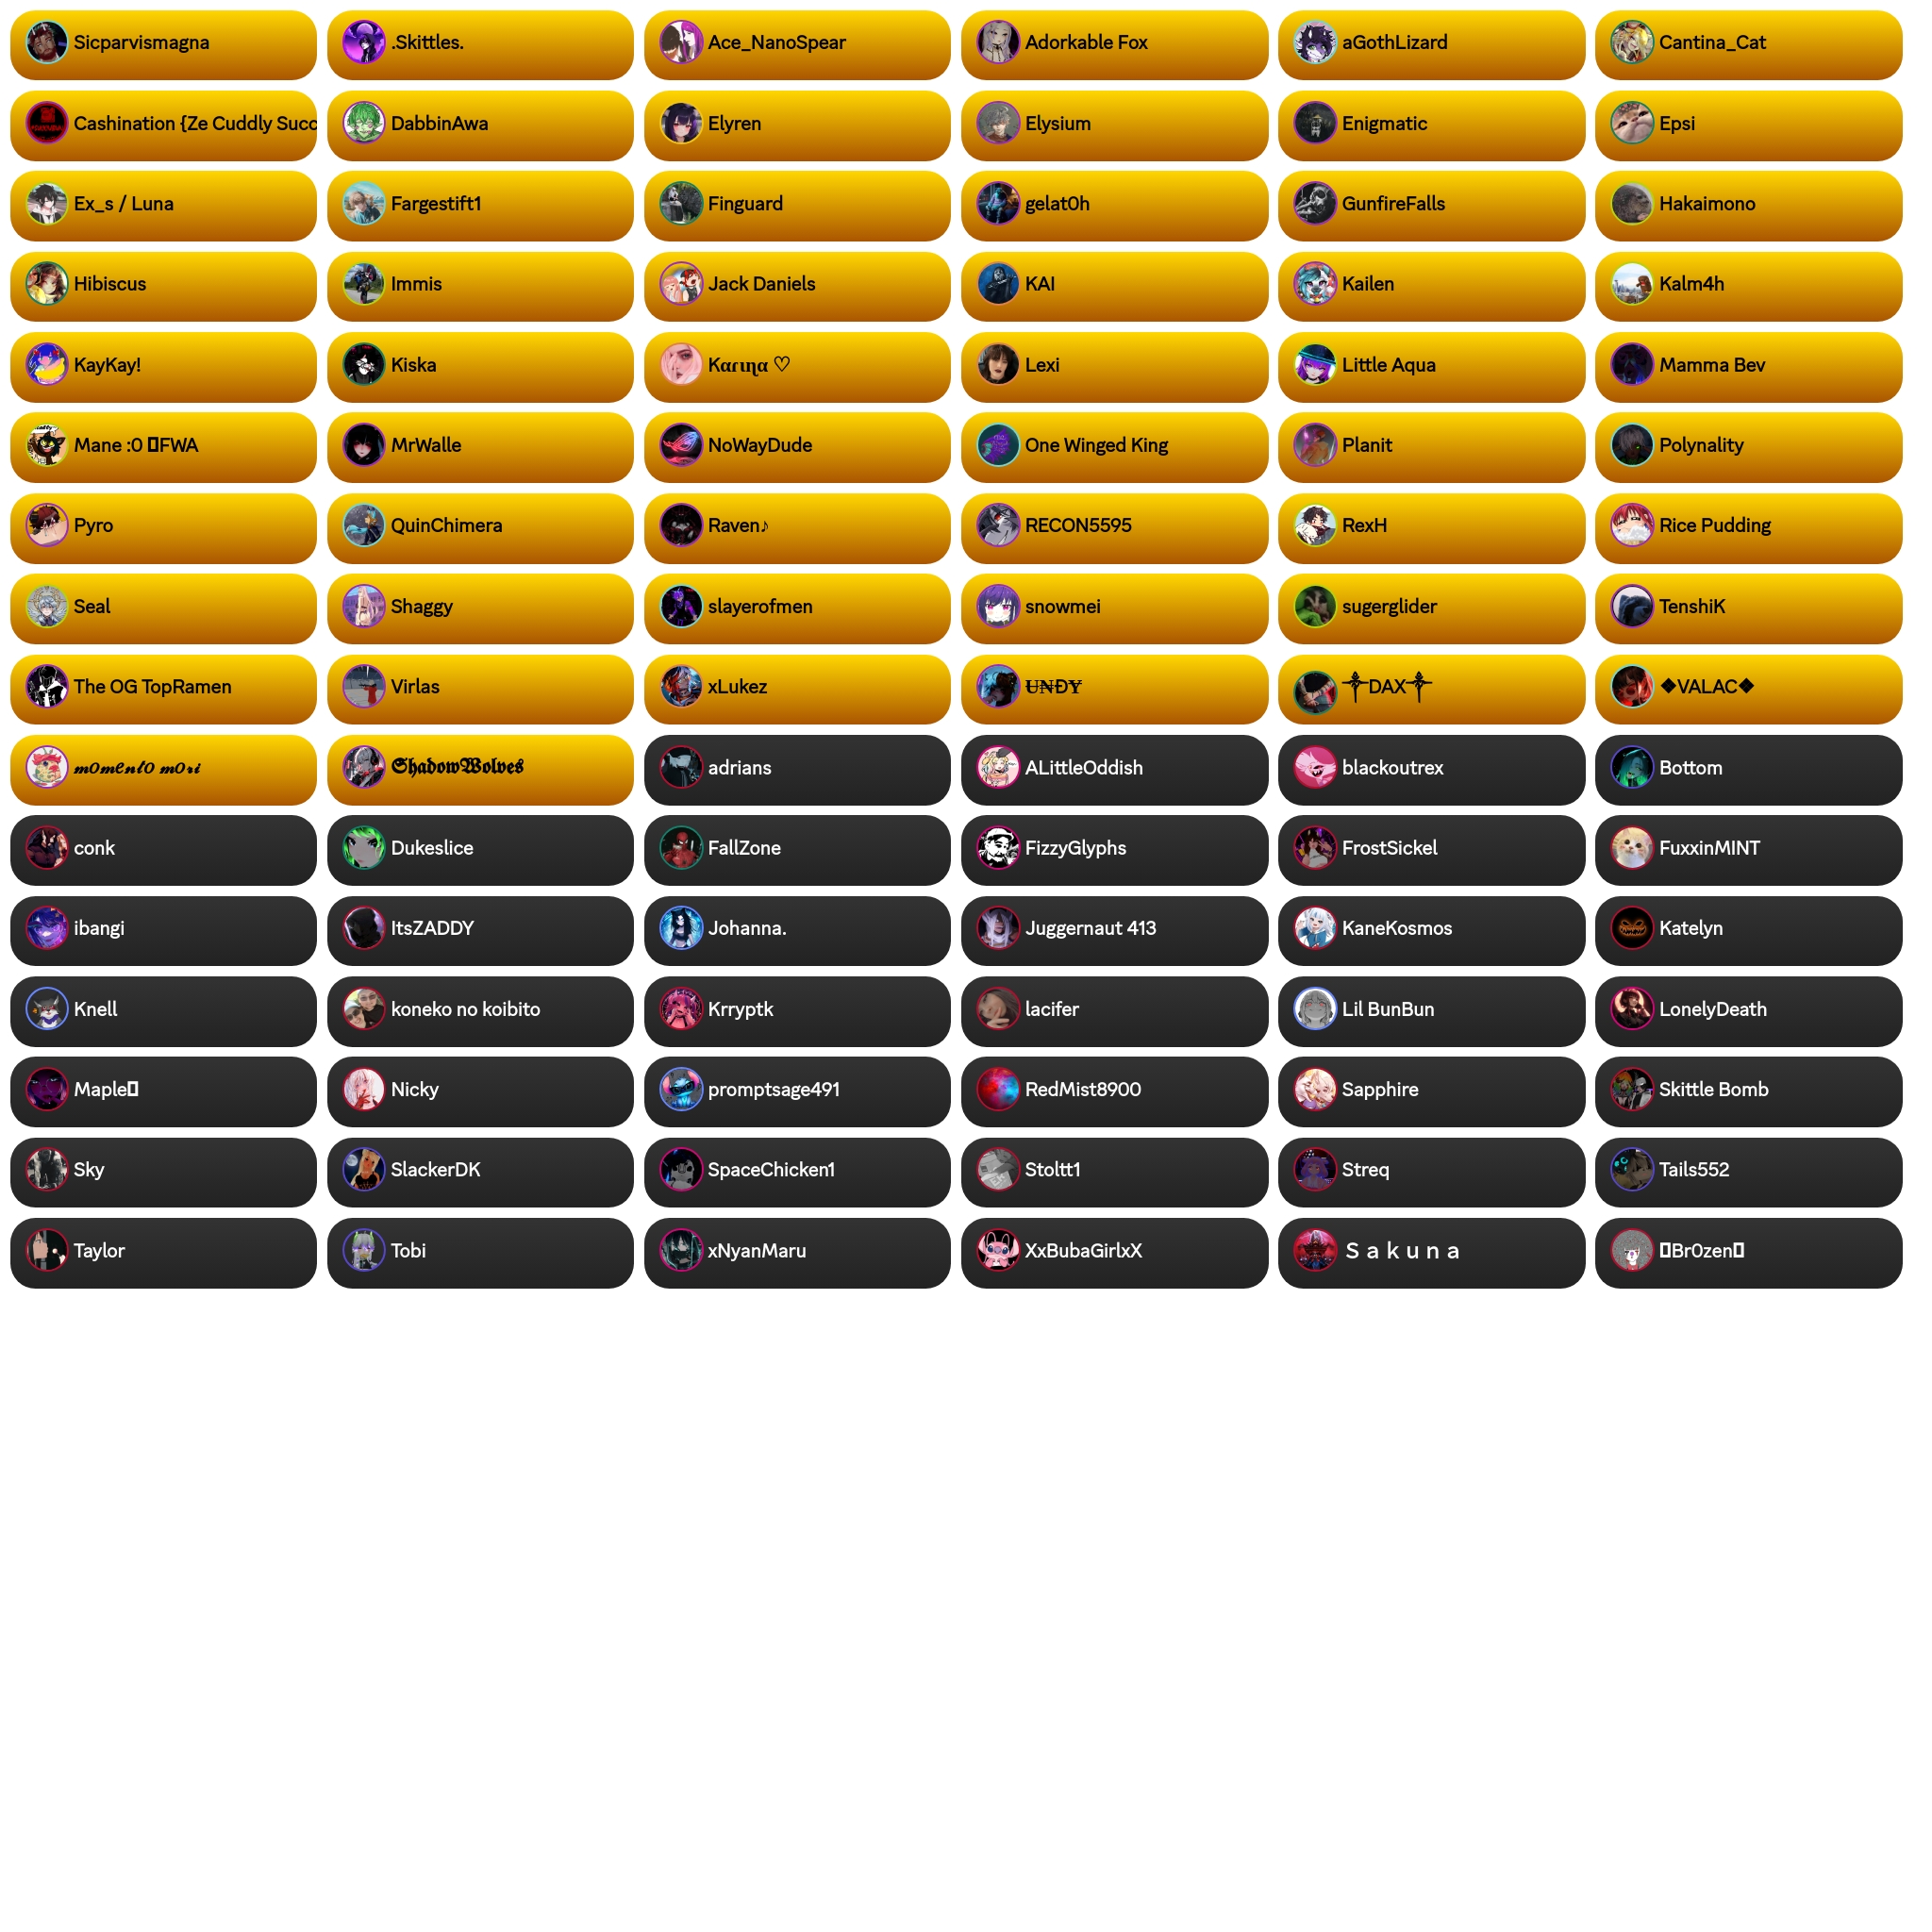 Sicparvismagna
.Skittles.
Ace_NanoSpear
Adorkable Fox
aGothLizard
Cantina_Cat
Cashination {Ze Cuddly Succ
DabbinAwa
Elyren
Elysium
Enigmatic
Epsi
Ex_s / Luna
Fargestift1
Finguard
gelat0h
GunfireFalls
Hakaimono
Hibiscus
Immis
Jack Daniels
KAI
Kailen
Kalm4h
KayKay!
Kiska
Kαɾιɳα ♡
Lexi
Little Aqua
Mamma Bev
Mane :0 FWA
MrWalle
NoWayDude
One Winged King
Planit
Polynality
Pyro
QuinChimera
Raven♪
RECON5595
RexH
Rice Pudding
Seal
Shaggy
slayerofmen
snowmei
sugerglider
TenshiK
The OG TopRamen
Virlas
xLukez
U̶N̶ĐY̶
⸸DAX⸸
❖VALAC❖
𝓶𝓸𝓶𝓮𝓷𝓽𝓸 𝓶𝓸𝓻𝓲
𝕾𝖍𝖆𝖉𝖔𝖜𝖂𝖔𝖑𝖛𝖊𝖘
adrians
ALittleOddish
blackoutrex
Bottom
conk
Dukeslice
FallZone
FizzyGlyphs
FrostSickel
FuxxinMINT
ibangi
ItsZADDY
Johanna.
Juggernaut 413
KaneKosmos
Katelyn
Knell
koneko no koibito
Krryptk
lacifer
Lil BunBun
LonelyDeath
Maple
Nicky
promptsage491
RedMist8900
Sapphire
Skittle Bomb
Sky
SlackerDK
SpaceChicken1
Stoltt1
Streq
Tails552
Taylor
Tobi
xNyanMaru
XxBubaGirlxX
Ｓａｋｕｎａ
Br0zen